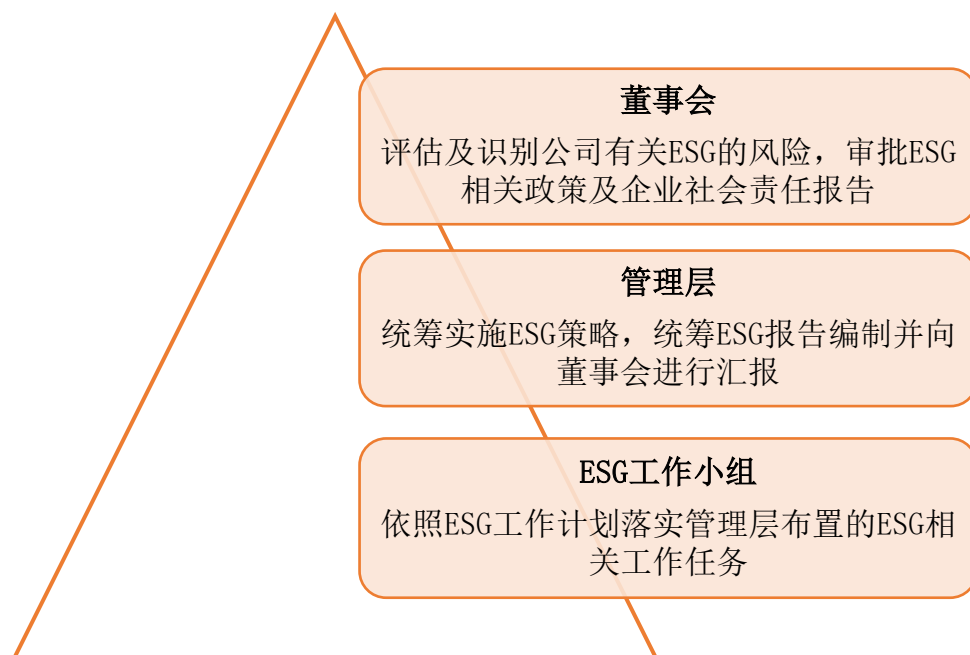 董事会
评估及识别公司有关ESG的风险，审批ESG
相关政策及企业社会责任报告
管理层
统筹实施ESG策略，统筹ESG报告编制并向
董事会进行汇报
ESG工作小组
依照ESG工作计划落实管理层布置的ESG相
关工作任务